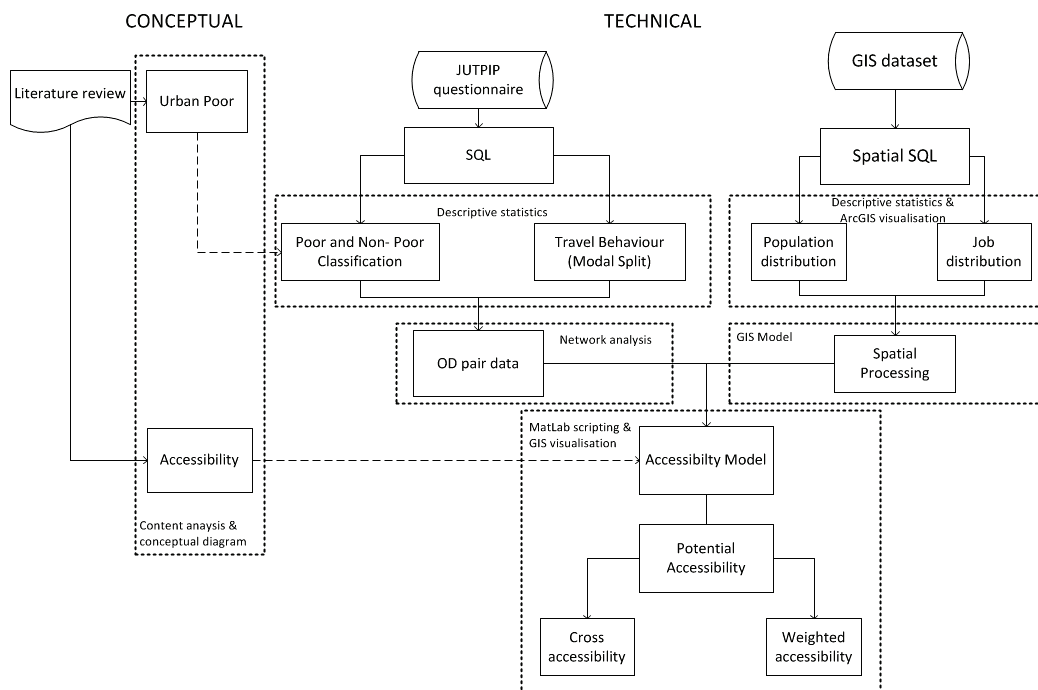 CONCEPTUAL
TECHNICAL
Literature review
Urban Poor
JUTPIP
questionnaire
GIS dataset
SQL
Spatial SQL
Descriptive statistics
Descriptive statistics &
ArcGIS visualisation
Poor and Non- Poor
Classification
Travel Behaviour
(Modal Split)
Population
distribution
Job
distribution
Network analysis
GIS Model
OD pair data
Spatial
Processing
MatLab scripting &
GIS visualisation
Accessibility
Accessibilty Model
Content anaysis &
conceptual diagram
Potential
Accessibility
Cross
accessibility
Weighted
accessibility